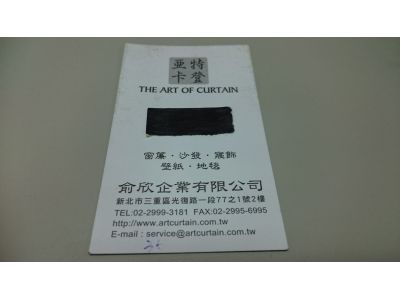 亞特
卡登
THE ART OF CURTAIN
窗簾・沙發・寢飾
壁紙・地毯
俞欣企業有限公司
新北市三重區光復路一段77之1號2樓
TEL:02-2999-3181 FAX:02-2995-6995
http://www.artcurtain.com.tw
E-mail : service@artcurtain.com.tw